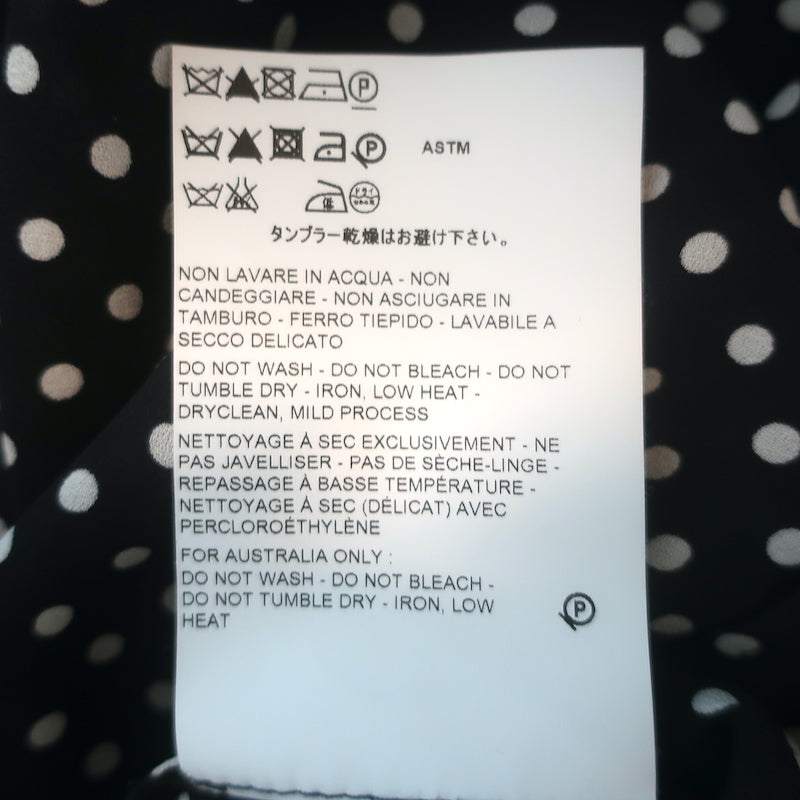 P
P ASTM
低 ドライ
タンブラー乾燥はお避け下さい。
NON LAVARE IN ACQUA - NON
CANDEGGIARE - NON ASCIUGARE IN
TAMBURO - FERRO TIEPIDO - LAVABILE A
SECCO DELICATO
DO NOT WASH - DO NOT BLEACH - DO NOT
TUMBLE DRY - IRON, LOW HEAT -
DRYCLEAN, MILD PROCESS
NETTOYAGE À SEC EXCLUSIVEMENT - NE
PAS JAVELLISER - PAS DE SÈCHE-LINGE -
REPASSAGE À BASSE TEMPÉRATURE -
NETTOYAGE À SEC (DÉLICAT) AVEC
PERCLOROÉTHYLÈNE
FOR AUSTRALIA ONLY :
DO NOT WASH - DO NOT BLEACH -
DO NOT TUMBLE DRY - IRON, LOW
HEAT
P